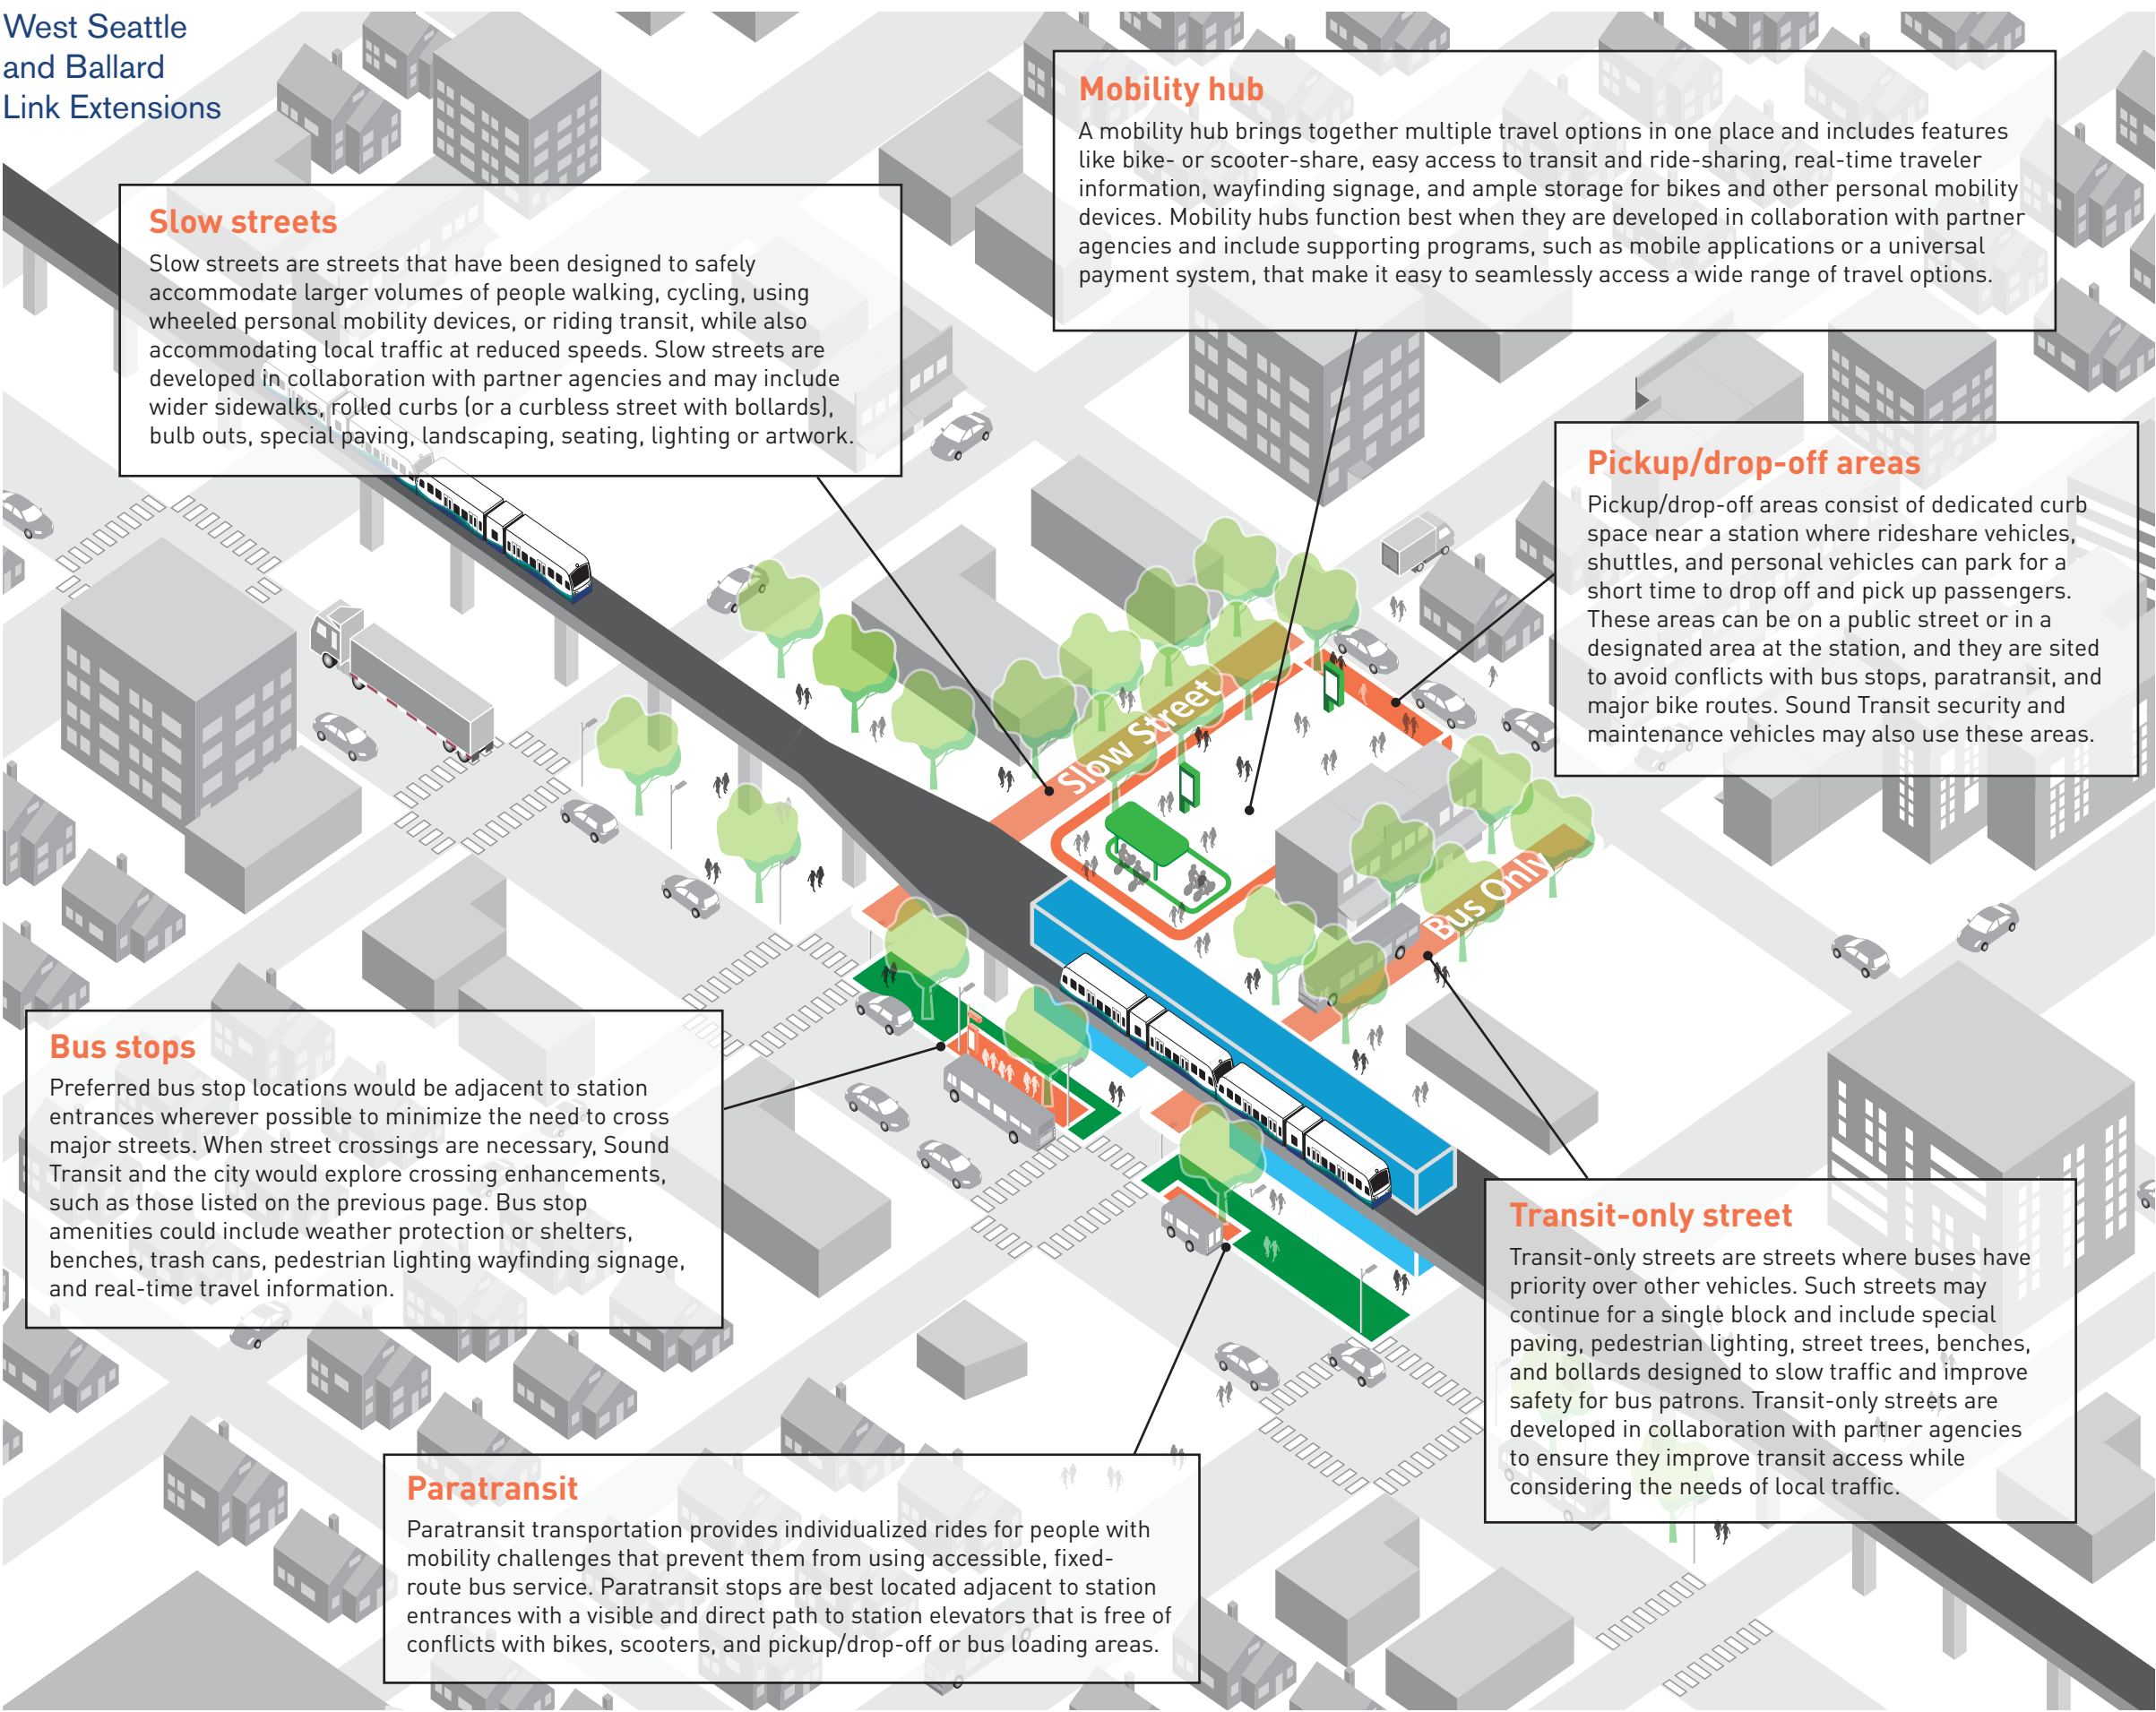 West Seattle
and Ballard
Link Extensions
Mobility hub
A mobility hub brings together multiple travel options in one place and includes features
like bike- or scooter-share, easy access to transit and ride-sharing, real-time traveler
information, wayfinding signage, and ample storage for bikes and other personal mobility
devices. Mobility hubs function best when they are developed in collaboration with partner
agencies and include supporting programs, such as mobile applications or a universal
payment system, that make it easy to seamlessly access a wide range of travel options.
Slow streets
Slow streets are streets that have been designed to safely
accommodate larger volumes of people walking, cycling, using
wheeled personal mobility devices, or riding transit, while also
accommodating local traffic at reduced speeds. Slow streets are
developed in collaboration with partner agencies and may include
wider sidewalks, rolled curbs (or a curbless street with bollards),
bulb outs, special paving, landscaping, seating, lighting or artwork.
Pickup/drop-off areas
Pickup/drop-off areas consist of dedicated curb
space near a station where rideshare vehicles,
shuttles, and personal vehicles can park for a
short time to drop off and pick up passengers.
These areas can be on a public street or in a
designated area at the station, and they are sited
to avoid conflicts with bus stops, paratransit, and
major bike routes. Sound Transit security and
maintenance vehicles may also use these areas.
Slow Street
Bus Only
Bus stops
Preferred bus stop locations would be adjacent to station
entrances wherever possible to minimize the need to cross
major streets. When street crossings are necessary, Sound
Transit and the city would explore crossing enhancements,
such as those listed on the previous page. Bus stop
amenities could include weather protection or shelters,
benches, trash cans, pedestrian lighting wayfinding signage,
and real-time travel information.
Transit-only street
Transit-only streets are streets where buses have
priority over other vehicles. Such streets may
continue for a single block and include special
paving, pedestrian lighting, street trees, benches,
and bollards designed to slow traffic and improve
safety for bus patrons. Transit-only streets are
developed in collaboration with partner agencies
to ensure they improve transit access while
considering the needs of local traffic.
Paratransit
Paratransit transportation provides individualized rides for people with
mobility challenges that prevent them from using accessible, fixed-
route bus service. Paratransit stops are best located adjacent to station
entrances with a visible and direct path to station elevators that is free of
conflicts with bikes, scooters, and pickup/drop-off or bus loading areas.